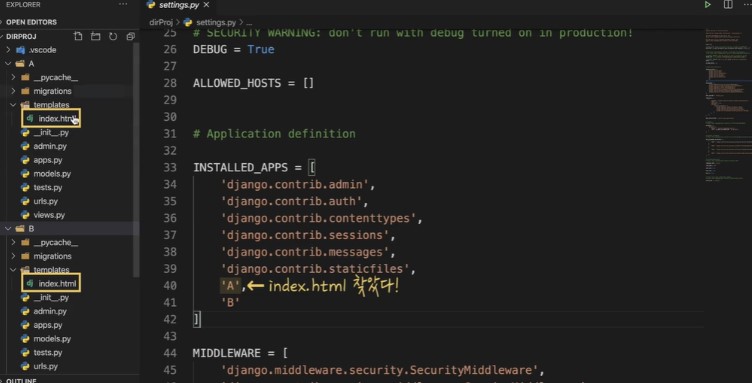 EXPLORER
...
settings.py ×
OPEN EDITORS
DIRPROJ
.vscode
A
__pycache__
migrations
templates
index.html
__init__.py
admin.py
apps.py
models.py
tests.py
urls.py
views.py
B
__pycache__
migrations
templates
index.html
__init__.py
admin.py
apps.py
models.py
tests.py
urls.py
OUTLINE
dirProj > settings.py > ...
25 # SECURITY WARNING: don't run with debug turned on in production!
26 DEBUG = True
27
28 ALLOWED_HOSTS = []
29
30
31 # Application definition
32
33 INSTALLED_APPS = [
34 'django.contrib.admin',
35 'django.contrib.auth',
36 'django.contrib.contenttypes',
37 'django.contrib.sessions',
38 'django.contrib.messages',
39 'django.contrib.staticfiles',
40 'A', ← index.html 찾았다!
41 'B'
42 ]
43
44 MIDDLEWARE = [
45 'django.middleware.security.SecurityMiddleware',